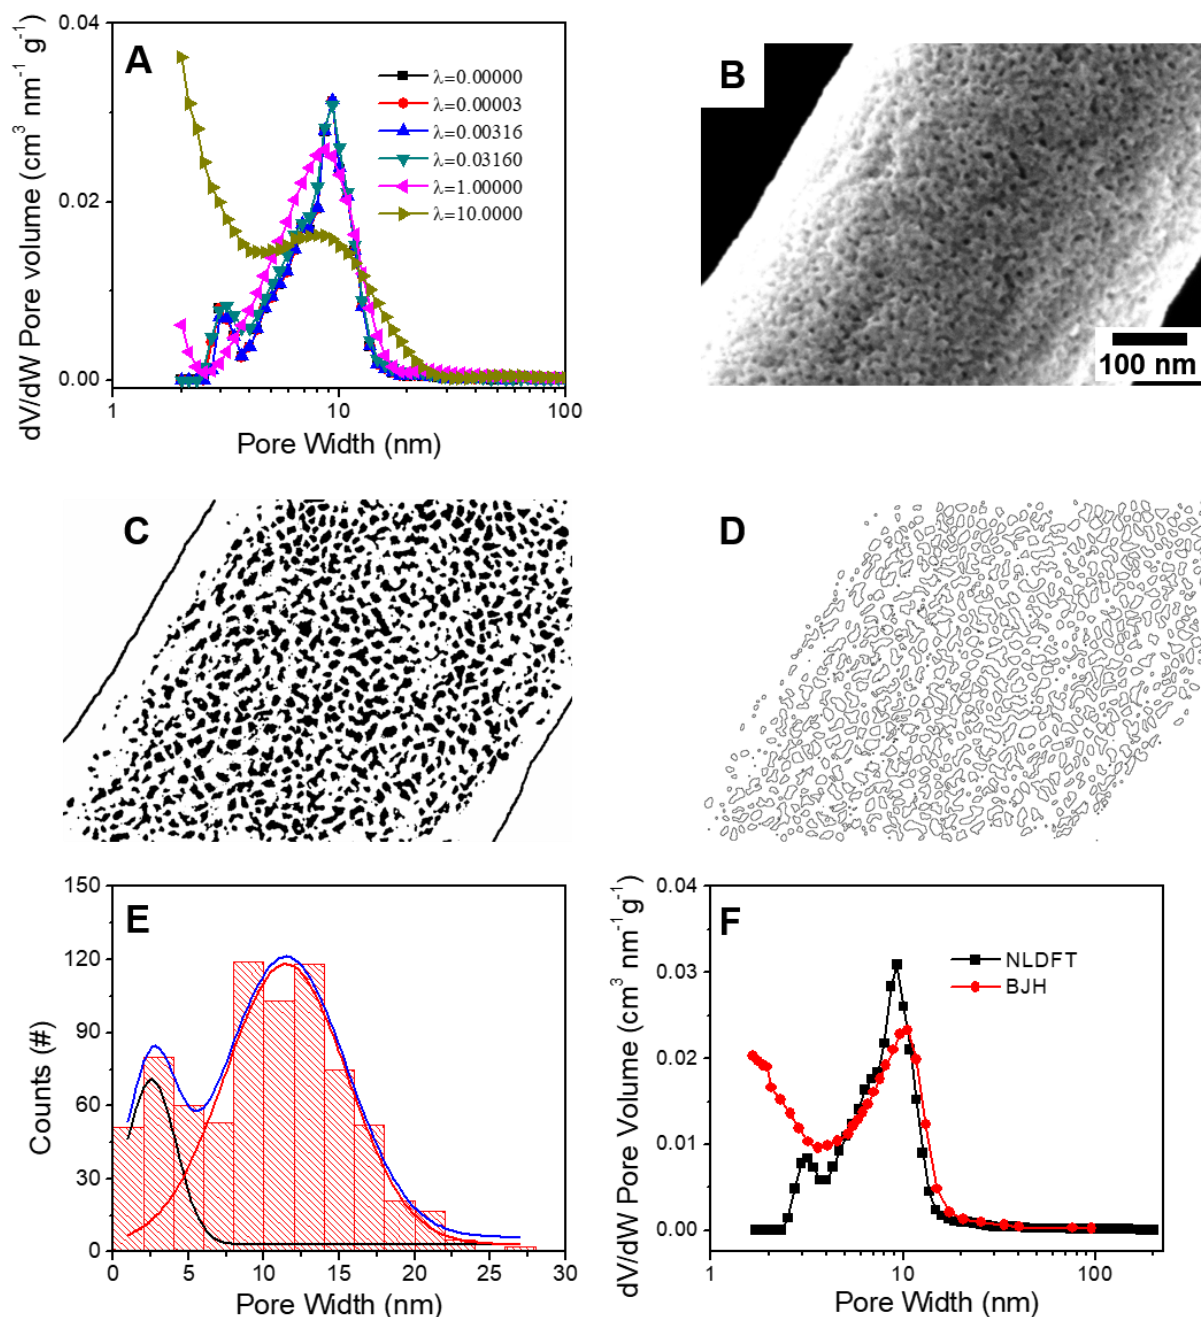 A
dV/dW Pore volume (cm³ nm⁻¹ g⁻¹)
0.04
0.02
0.00
λ=0.00000
λ=0.00003
λ=0.00316
λ=0.03160
λ=1.00000
λ=10.0000
1 10 100
Pore Width (nm)
B
100 nm
C
D
E
Counts (#)
150
120
90
60
30
0
0 5 10 15 20 25 30
Pore Width (nm)
F
dV/dW Pore Volume (cm³ nm⁻¹g⁻¹)
0.04
0.03
0.02
0.01
0.00
NLDFT
BJH
1 10 100
Pore Width (nm)